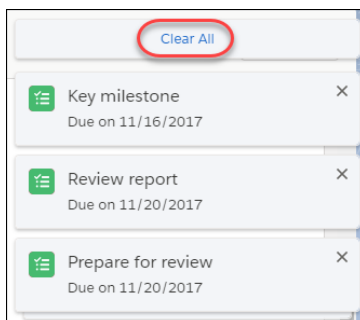 Clear All
Key milestone
Due on 11/16/2017
Review report
Due on 11/20/2017
Prepare for review
Due on 11/20/2017